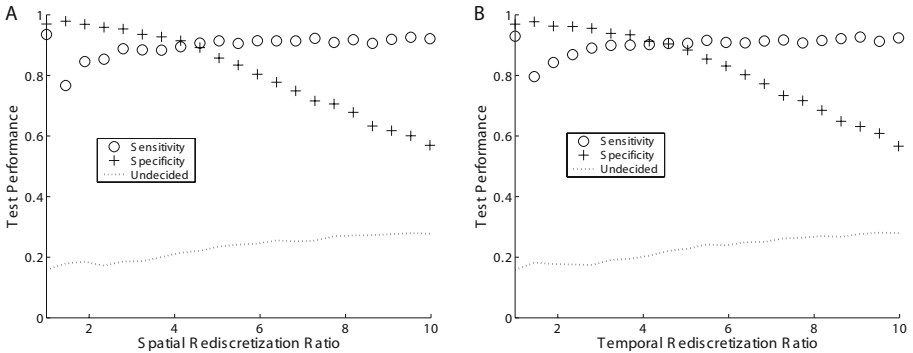 A
1
0.8
0.6
0.4
0.2
0
Test Performance
Sensitivity
Specificity
Undecided
2 4 6 8 10
Spatial Rediscretization Ratio
B
1
0.8
0.6
0.4
0.2
0
Test Performance
Sensitivity
Specificity
Undecided
2 4 6 8 10
Temporal Rediscretization Ratio